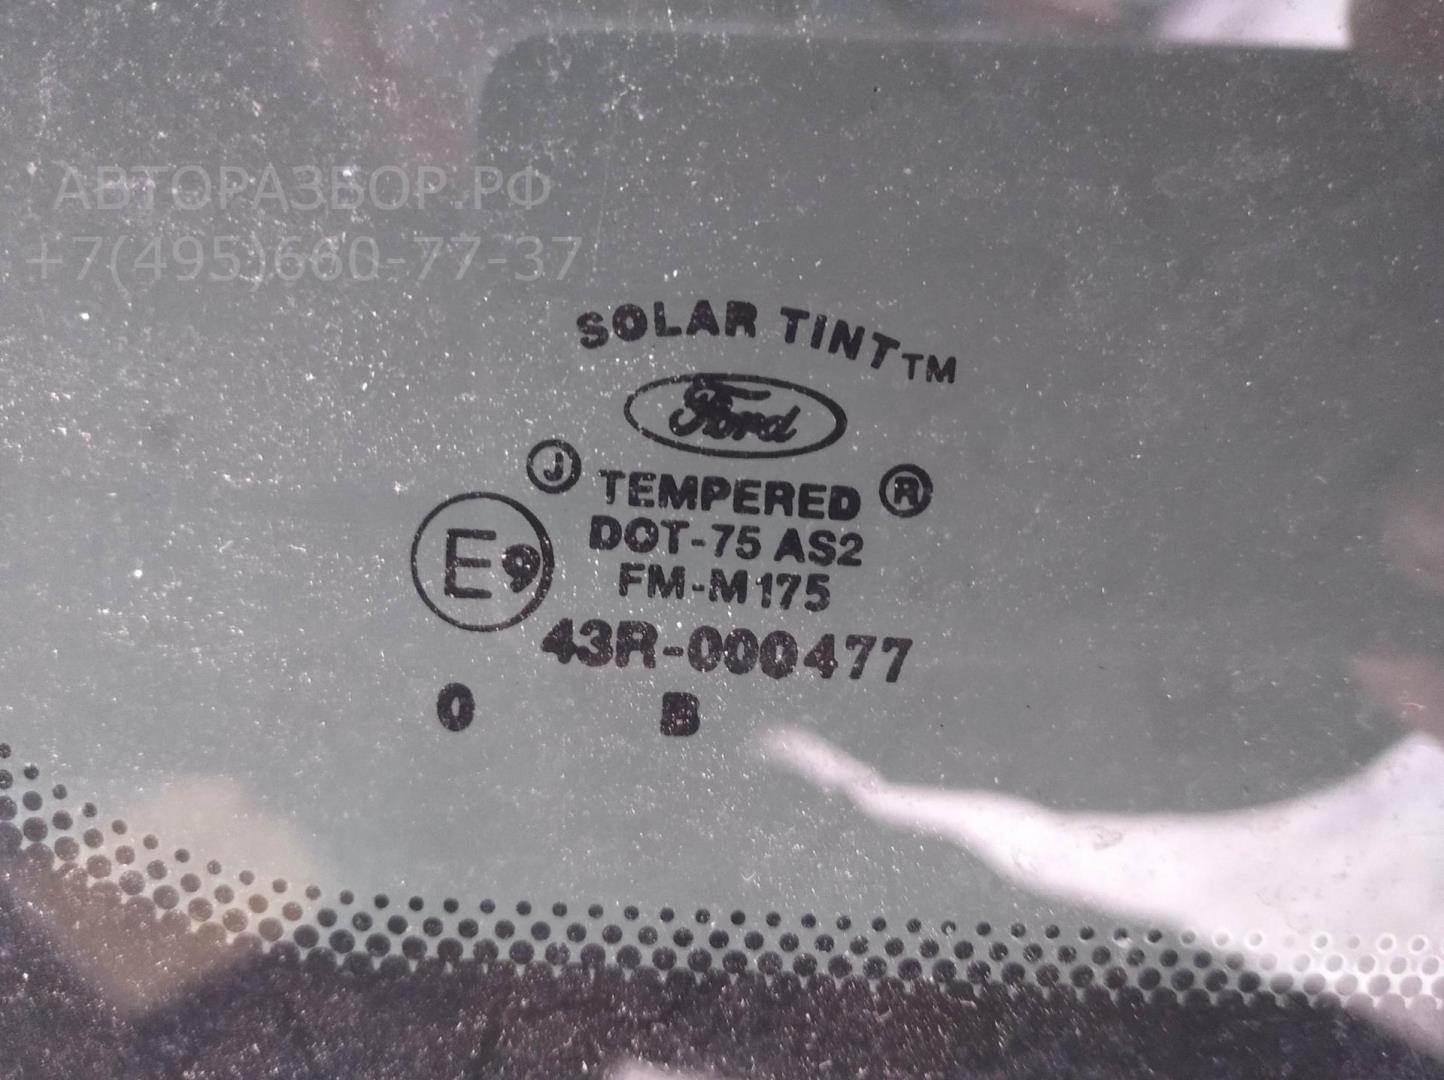 АВТОРАЗБОР.РФ
+7(495)660-77-37
SOLAR TINT™
Ford
J TEMPERED R
DOT-75 AS2
E9
FM-M175
43R-000477
0 B